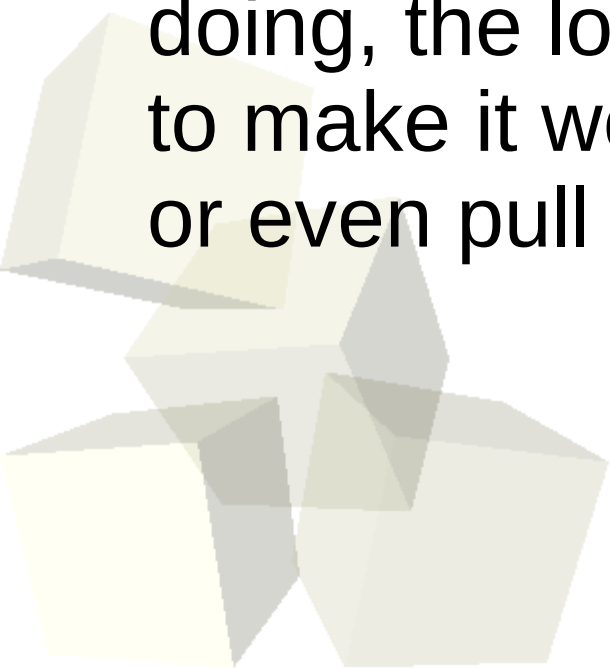 doing, the lo
to make it w
or even pull